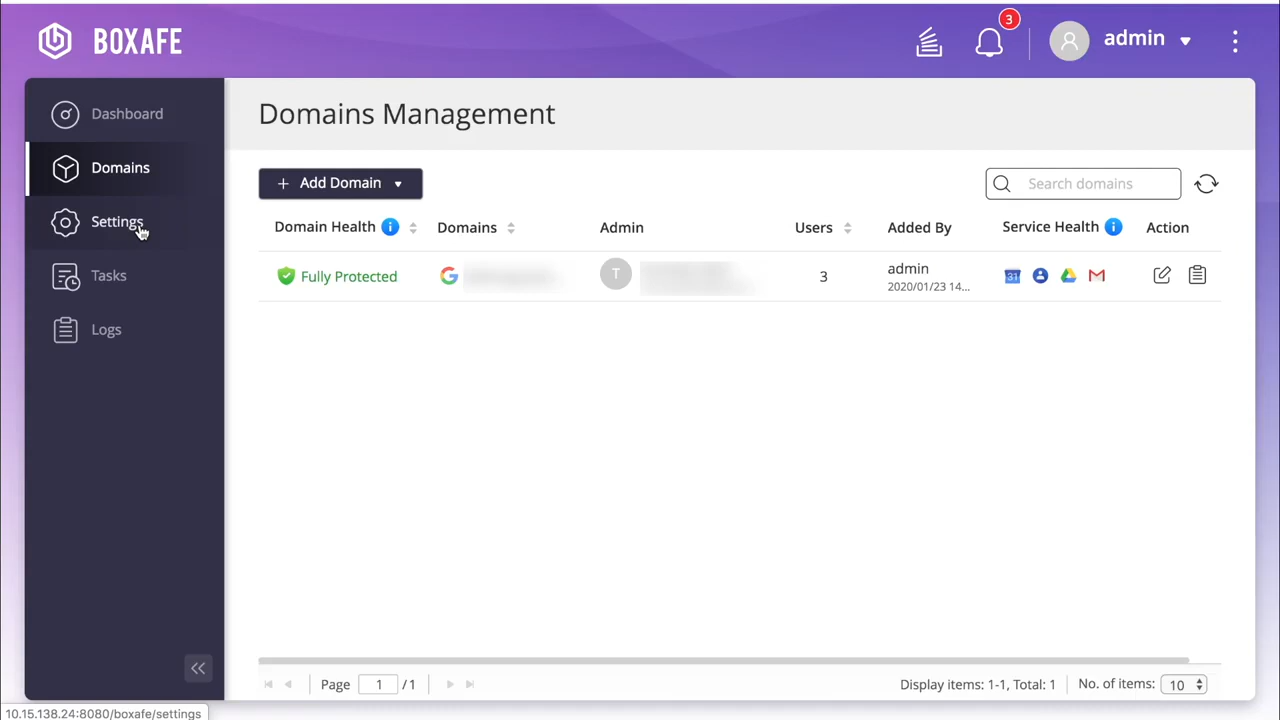 BOXAFE
3
admin
Dashboard
Domains
Settings
Tasks
Logs
Domains Management
+ Add Domain
Search domains
Domain Health
Domains
Admin
Users
Added By
Service Health
Action
Fully Protected
T
3
admin
2020/01/23 14...
31
Page 1 /1
Display items: 1-1, Total: 1
No. of items: 10
10.15.138.24:8080/boxafe/settings